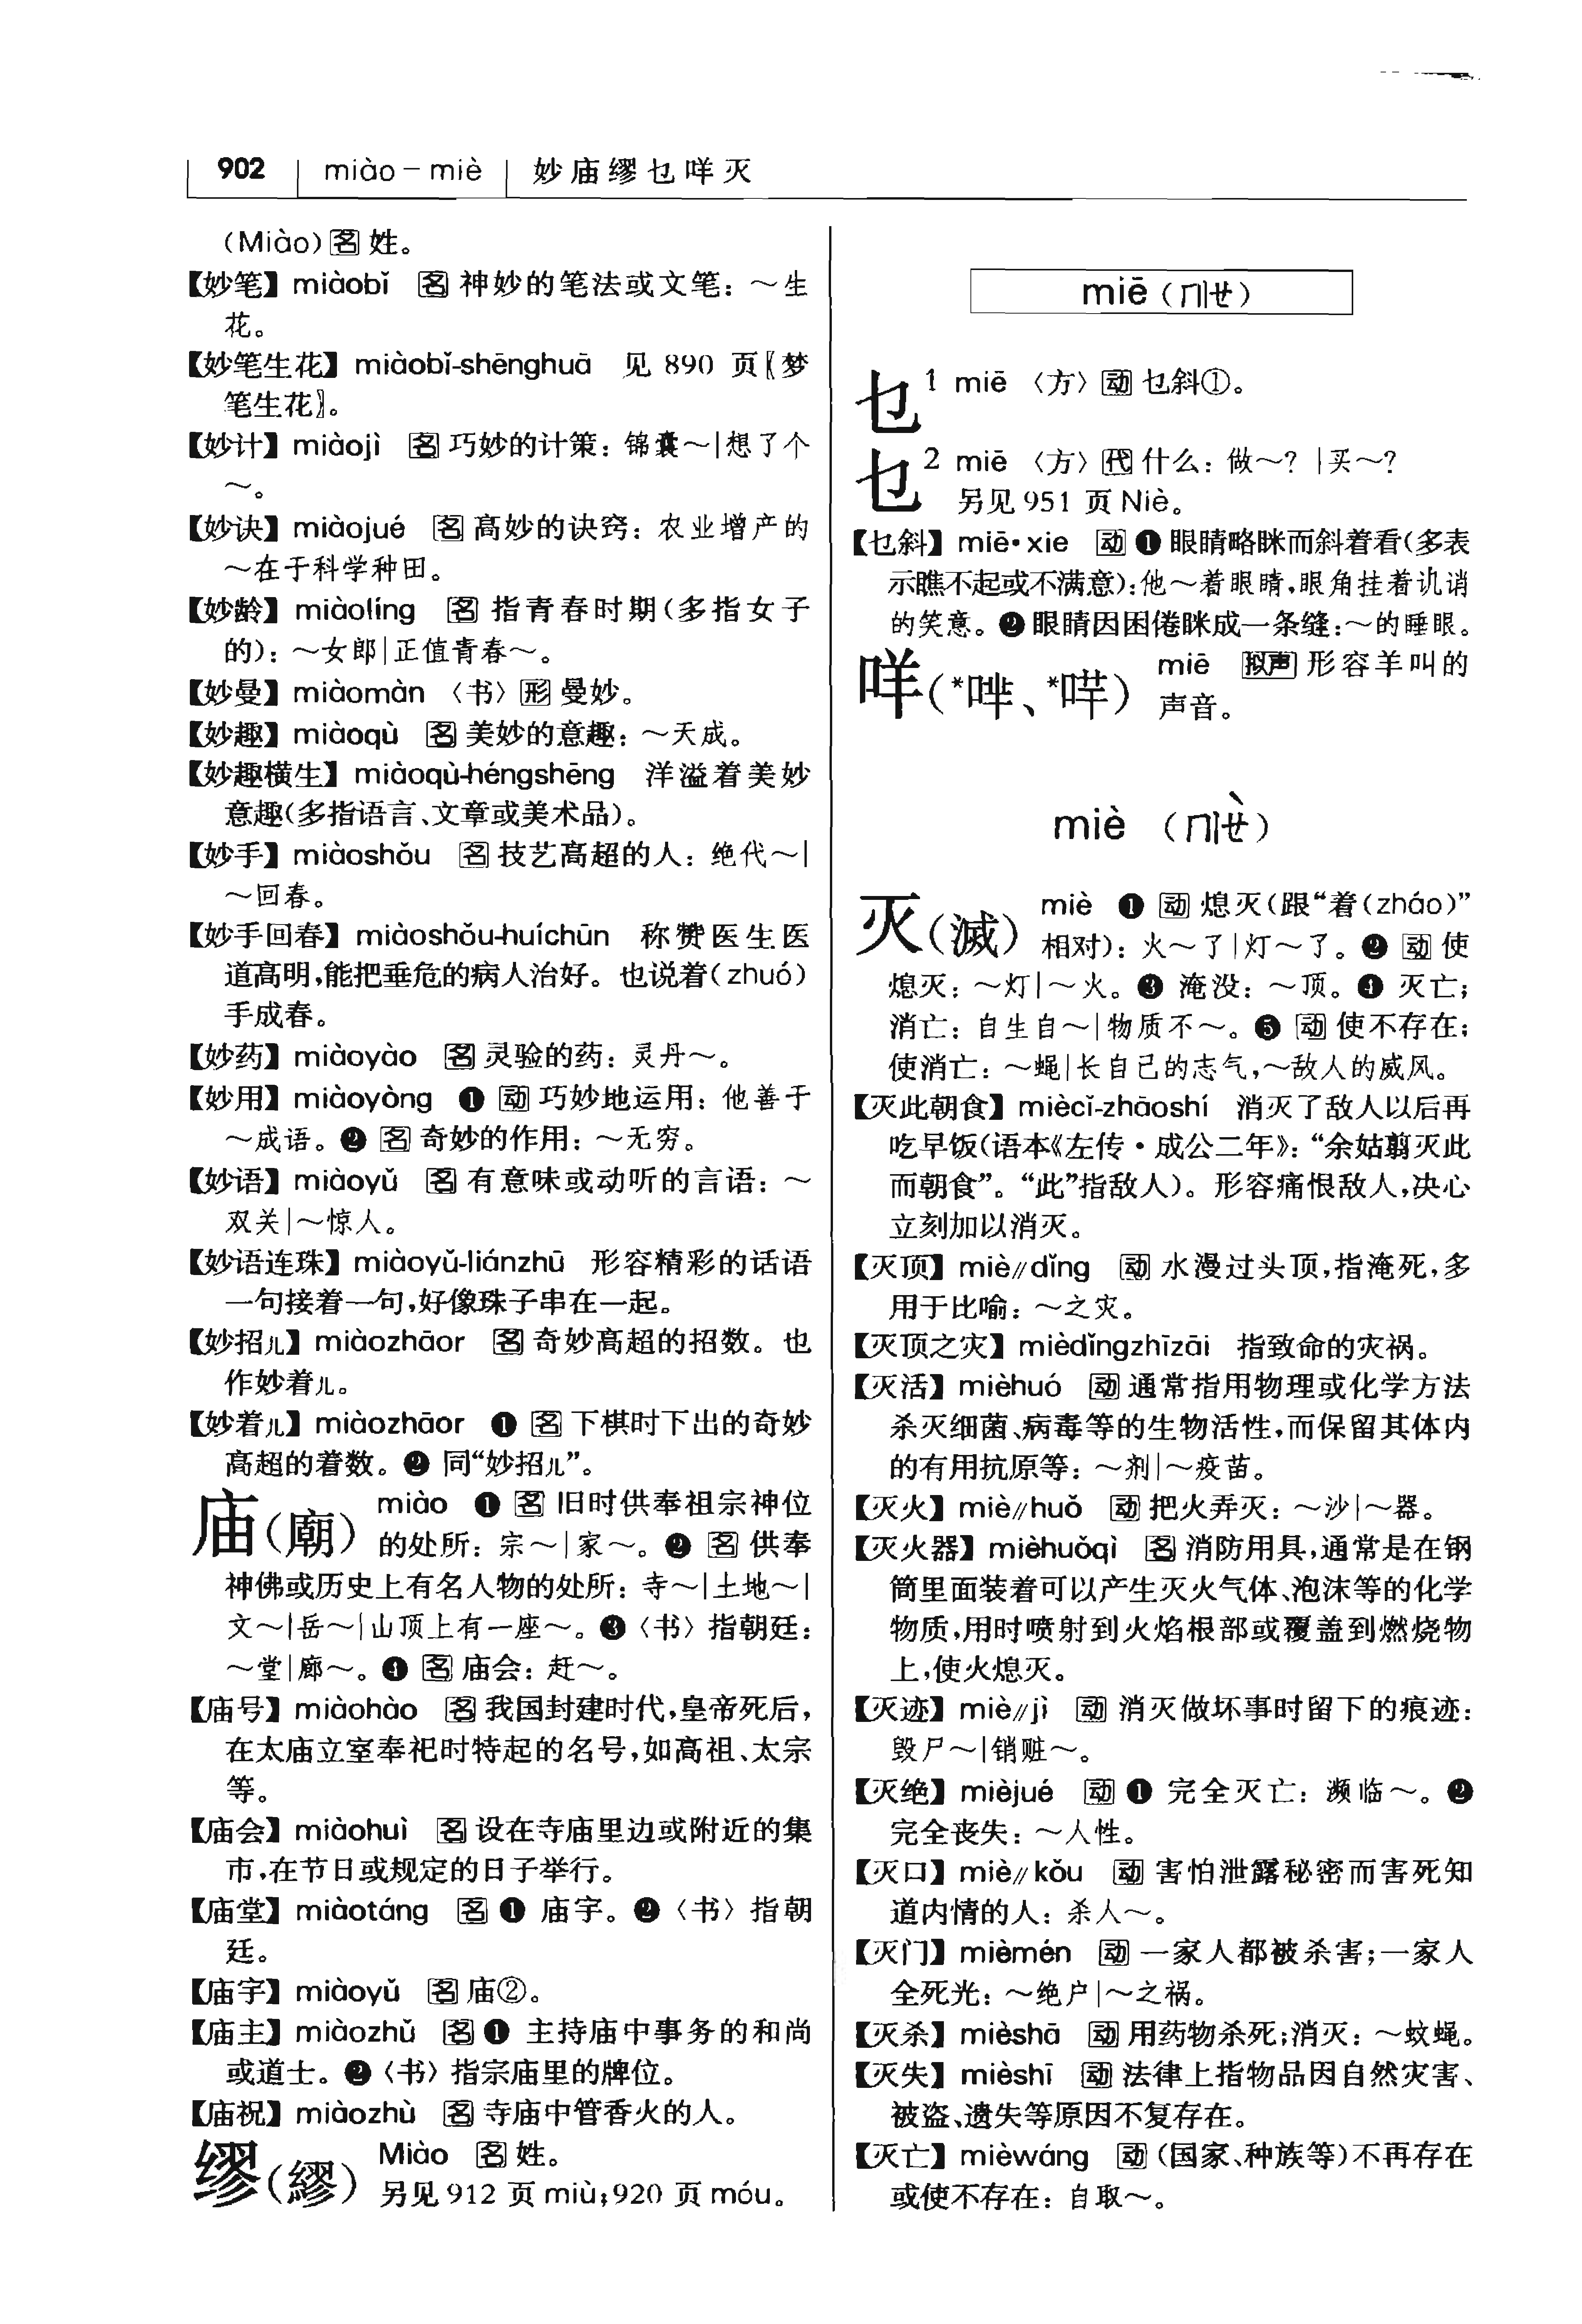 902 miào－miè 妙庙缪乜咩灭
(Miào) 名 姓。
【妙笔】miàobǐ 名 神妙的笔法或文笔：～生
花。
【妙笔生花】miàobǐ-shēnghuā 见 890 页〖梦
笔生花〗。
【妙计】miàojì 名 巧妙的计策：锦囊～|想了个
～。
【妙诀】miàojué 名 高妙的诀窍：农业增产的
～在于科学种田。
【妙龄】miàolíng 名 指青春时期(多指女子
的)：～女郎|正值青春～。
【妙曼】miàomàn 〈书〉 形 曼妙。
【妙趣】miàoqù 名 美妙的意趣：～天成。
【妙趣横生】miàoqù-héngshēng 洋溢着美妙
意趣(多指语言、文章或美术品)。
【妙手】miàoshǒu 名 技艺高超的人：绝代～|
～回春。
【妙手回春】miàoshǒu-huíchūn 称赞医生医
道高明，能把垂危的病人治好。也说着(zhuó)
手成春。
【妙药】miàoyào 名 灵验的药：灵丹～。
【妙用】miàoyòng ❶ 动 巧妙地运用：他善于
～成语。❷ 名 奇妙的作用：～无穷。
【妙语】miàoyǔ 名 有意味或动听的言语：～
双关|～惊人。
【妙语连珠】miàoyǔ-liánzhū 形容精彩的话语
一句接着一句，好像珠子串在一起。
【妙招儿】miàozhāor 名 奇妙高超的招数。也
作妙着儿。
【妙着儿】miàozhāor ❶ 名 下棋时下出的奇妙
高超的着数。❷ 同“妙招儿”。
庙(廟) miào ❶ 名 旧时供奉祖宗神位
的处所：宗～|家～。❷ 名 供奉
神佛或历史上有名人物的处所：寺～|土地～|
文～|岳～|山顶上有一座～。❸〈书〉指朝廷：
～堂|廊～。❹ 名 庙会：赶～。
【庙号】miàohào 名 我国封建时代，皇帝死后，
在太庙立室奉祀时特起的名号，如高祖、太宗
等。
【庙会】miàohuì 名 设在寺庙里边或附近的集
市，在节日或规定的日子举行。
【庙堂】miàotáng 名 ❶ 庙宇。❷〈书〉指朝
廷。
【庙宇】miàoyǔ 名 庙②。
【庙主】miàozhǔ 名 ❶ 主持庙中事务的和尚
或道士。❷〈书〉指宗庙里的牌位。
【庙祝】miàozhù 名 寺庙中管香火的人。
缪(繆) Miào 名 姓。
另见 912 页 miù；920 页 móu。
miē (ㄇㄧㄝ)
乜1 miē 〈方〉 动 乜斜①。
乜2 miē 〈方〉 代 什么：做～？|买～？
另见 951 页 Niè。
【乜斜】miē·xie 动 ❶ 眼睛略眯而斜着看(多表
示瞧不起或不满意)：他～着眼睛，眼角挂着讥诮
的笑意。❷ 眼睛因困倦眯成一条缝：～的睡眼。
咩(*哶、*𠵊) miē 拟声 形容羊叫的
声音。
miè (ㄇㄧㄝˋ)
灭(滅) miè ❶ 动 熄灭(跟“着(zháo)”
相对)：火～了|灯～了。❷ 动 使
熄灭：～灯|～火。❸ 淹没：～顶。❹ 灭亡；
消亡：自生自～|物质不～。❺ 动 使不存在；
使消亡：～蝇|长自己的志气，～敌人的威风。
【灭此朝食】miècǐ-zhāoshí 消灭了敌人以后再
吃早饭(语本《左传·成公二年》：“余姑翦灭此
而朝食”。“此”指敌人)。形容痛恨敌人，决心
立刻加以消灭。
【灭顶】miè//dǐng 动 水漫过头顶，指淹死，多
用于比喻：～之灾。
【灭顶之灾】mièdǐngzhīzāi 指致命的灾祸。
【灭活】mièhuó 动 通常指用物理或化学方法
杀灭细菌、病毒等的生物活性，而保留其体内
的有用抗原等：～剂|～疫苗。
【灭火】miè//huǒ 动 把火弄灭：～沙|～器。
【灭火器】mièhuǒqì 名 消防用具，通常是在钢
筒里面装着可以产生灭火气体、泡沫等的化学
物质，用时喷射到火焰根部或覆盖到燃烧物
上，使火熄灭。
【灭迹】miè//jì 动 消灭做坏事时留下的痕迹：
毁尸～|销赃～。
【灭绝】mièjué 动 ❶ 完全灭亡：濒临～。❷
完全丧失：～人性。
【灭口】miè//kǒu 动 害怕泄露秘密而害死知
道内情的人：杀人～。
【灭门】mièmén 动 一家人都被杀害；一家人
全死光：～绝户|～之祸。
【灭杀】mièshā 动 用药物杀死；消灭：～蚊蝇。
【灭失】mièshī 动 法律上指物品因自然灾害、
被盗、遗失等原因不复存在。
【灭亡】mièwáng 动 (国家、种族等)不再存在
或使不存在：自取～。